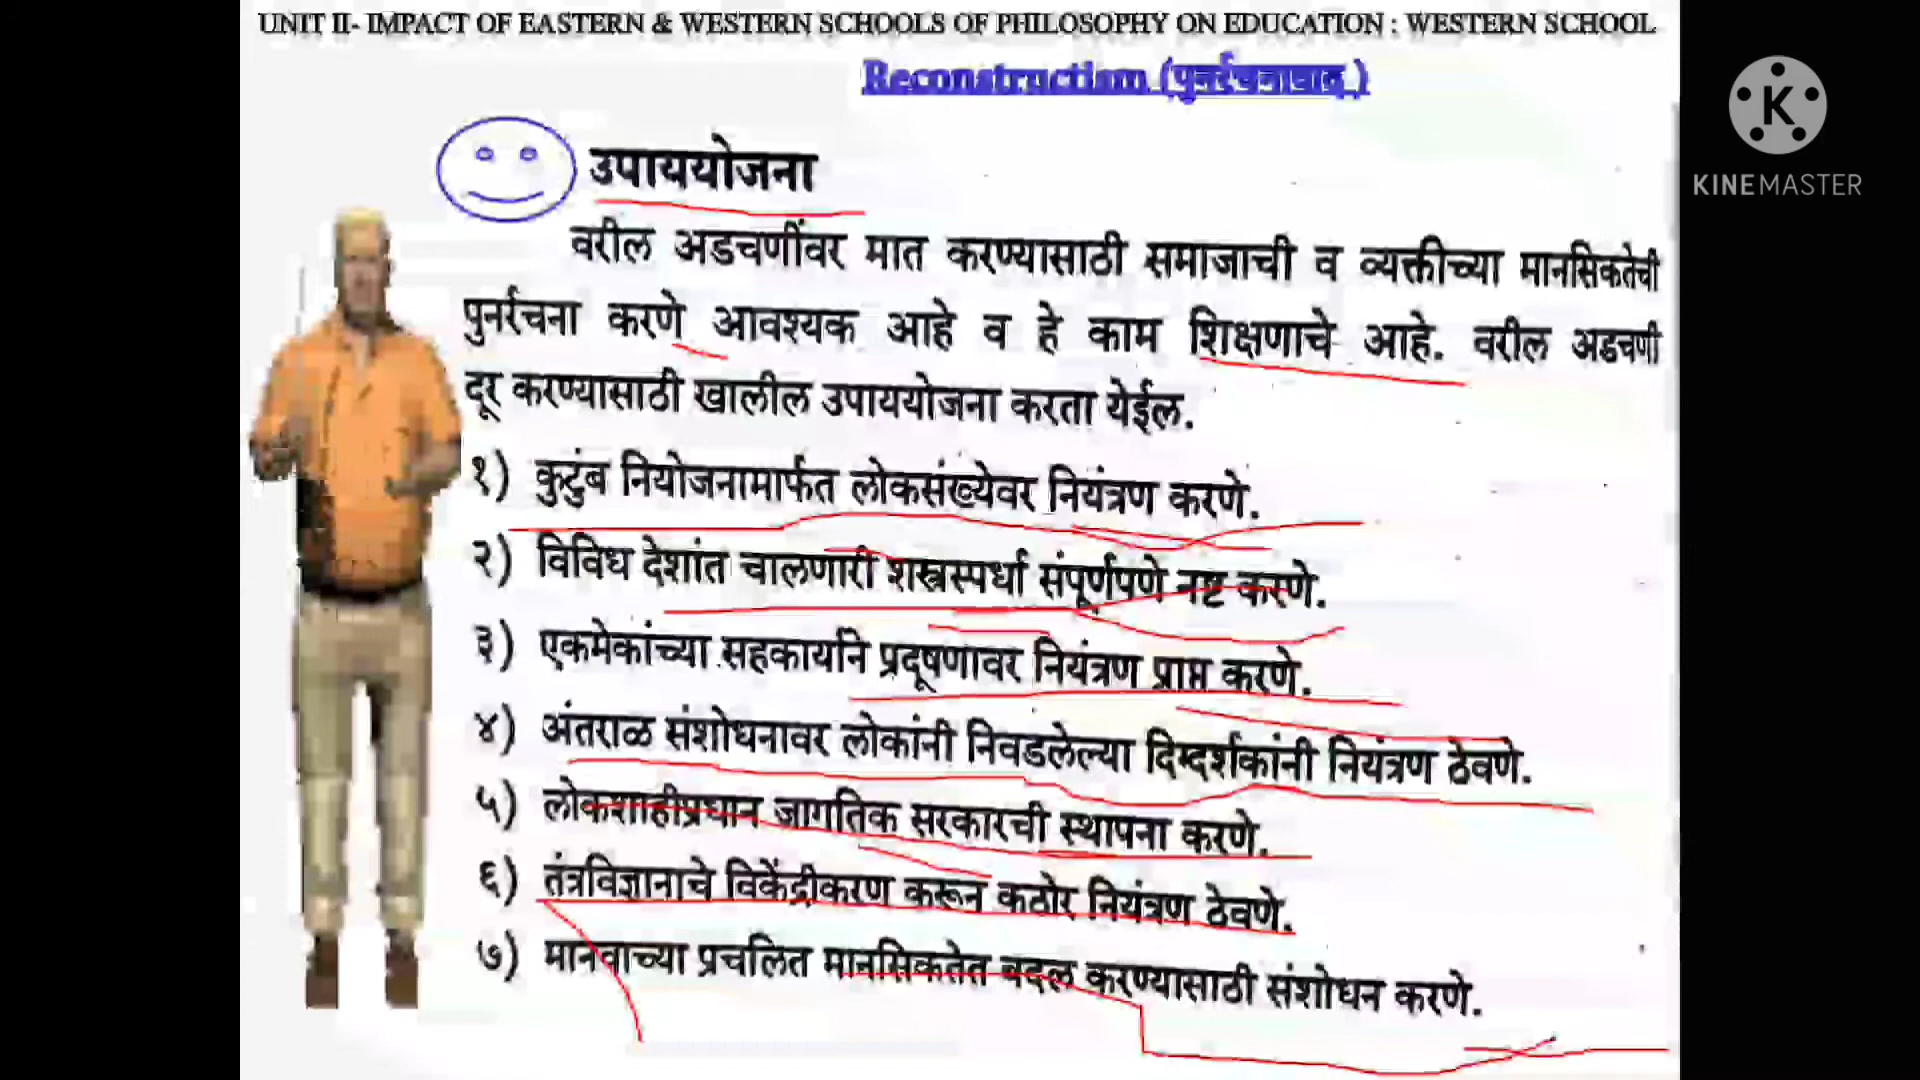 UNIT II- IMPACT OF EASTERN & WESTERN SCHOOLS OF PHILOSOPHY ON EDUCATION : WESTERN SCHOOL
Reconstructism (पुनर्रचनावाद )
K
KINEMASTER
उपाययोजना
वरील अडचणींवर मात करण्यासाठी समाजाची व व्यक्तीच्या मानसिकतेची
पुनर्रचना करणे आवश्यक आहे व हे काम शिक्षणाचे आहे. वरील अडचणी
दूर करण्यासाठी खालील उपाययोजना करता येईल.
१) कुटुंब नियोजनामार्फत लोकसंख्येवर नियंत्रण करणे.
२) विविध देशांत चालणारी शस्त्रस्पर्धा संपूर्णपणे नष्ट करणे.
३) एकमेकांच्या सहकार्याने प्रदूषणावर नियंत्रण प्राप्त करणे.
४) अंतराळ संशोधनावर लोकांनी निवडलेल्या दिग्दर्शकांनी नियंत्रण ठेवणे.
५) लोकशाहीप्रधान जागतिक सरकारची स्थापना करणे.
६) तंत्रविज्ञानाचे विकेंद्रीकरण करून कठोर नियंत्रण ठेवणे.
७) मानवाच्या प्रचलित मानसिकतेत बदल करण्यासाठी संशोधन करणे.